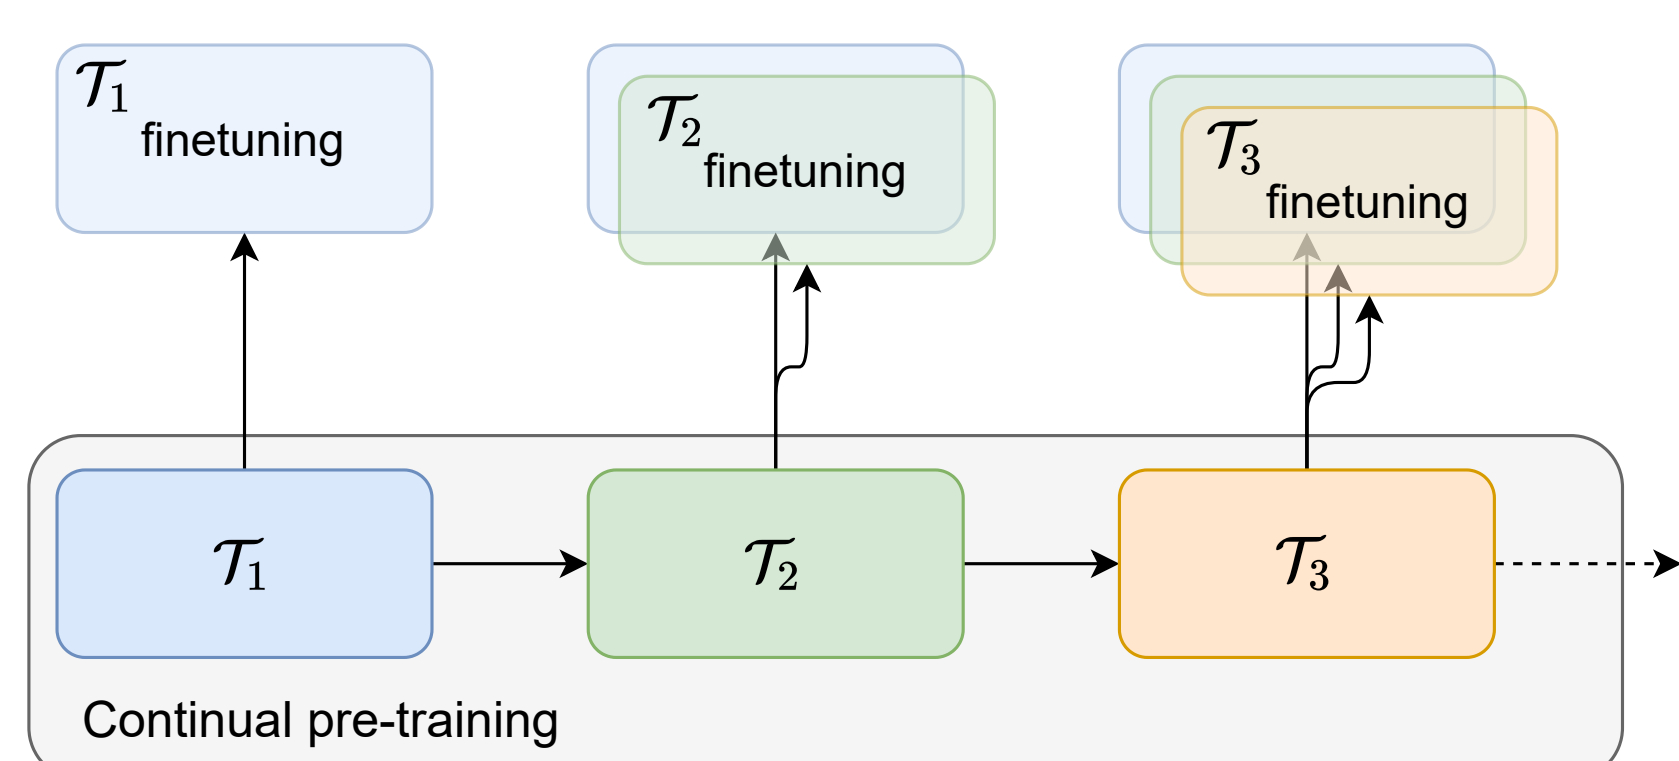 𝒯1
finetuning
𝒯2
finetuning
𝒯3
finetuning
𝒯1
𝒯2
𝒯3
Continual pre-training